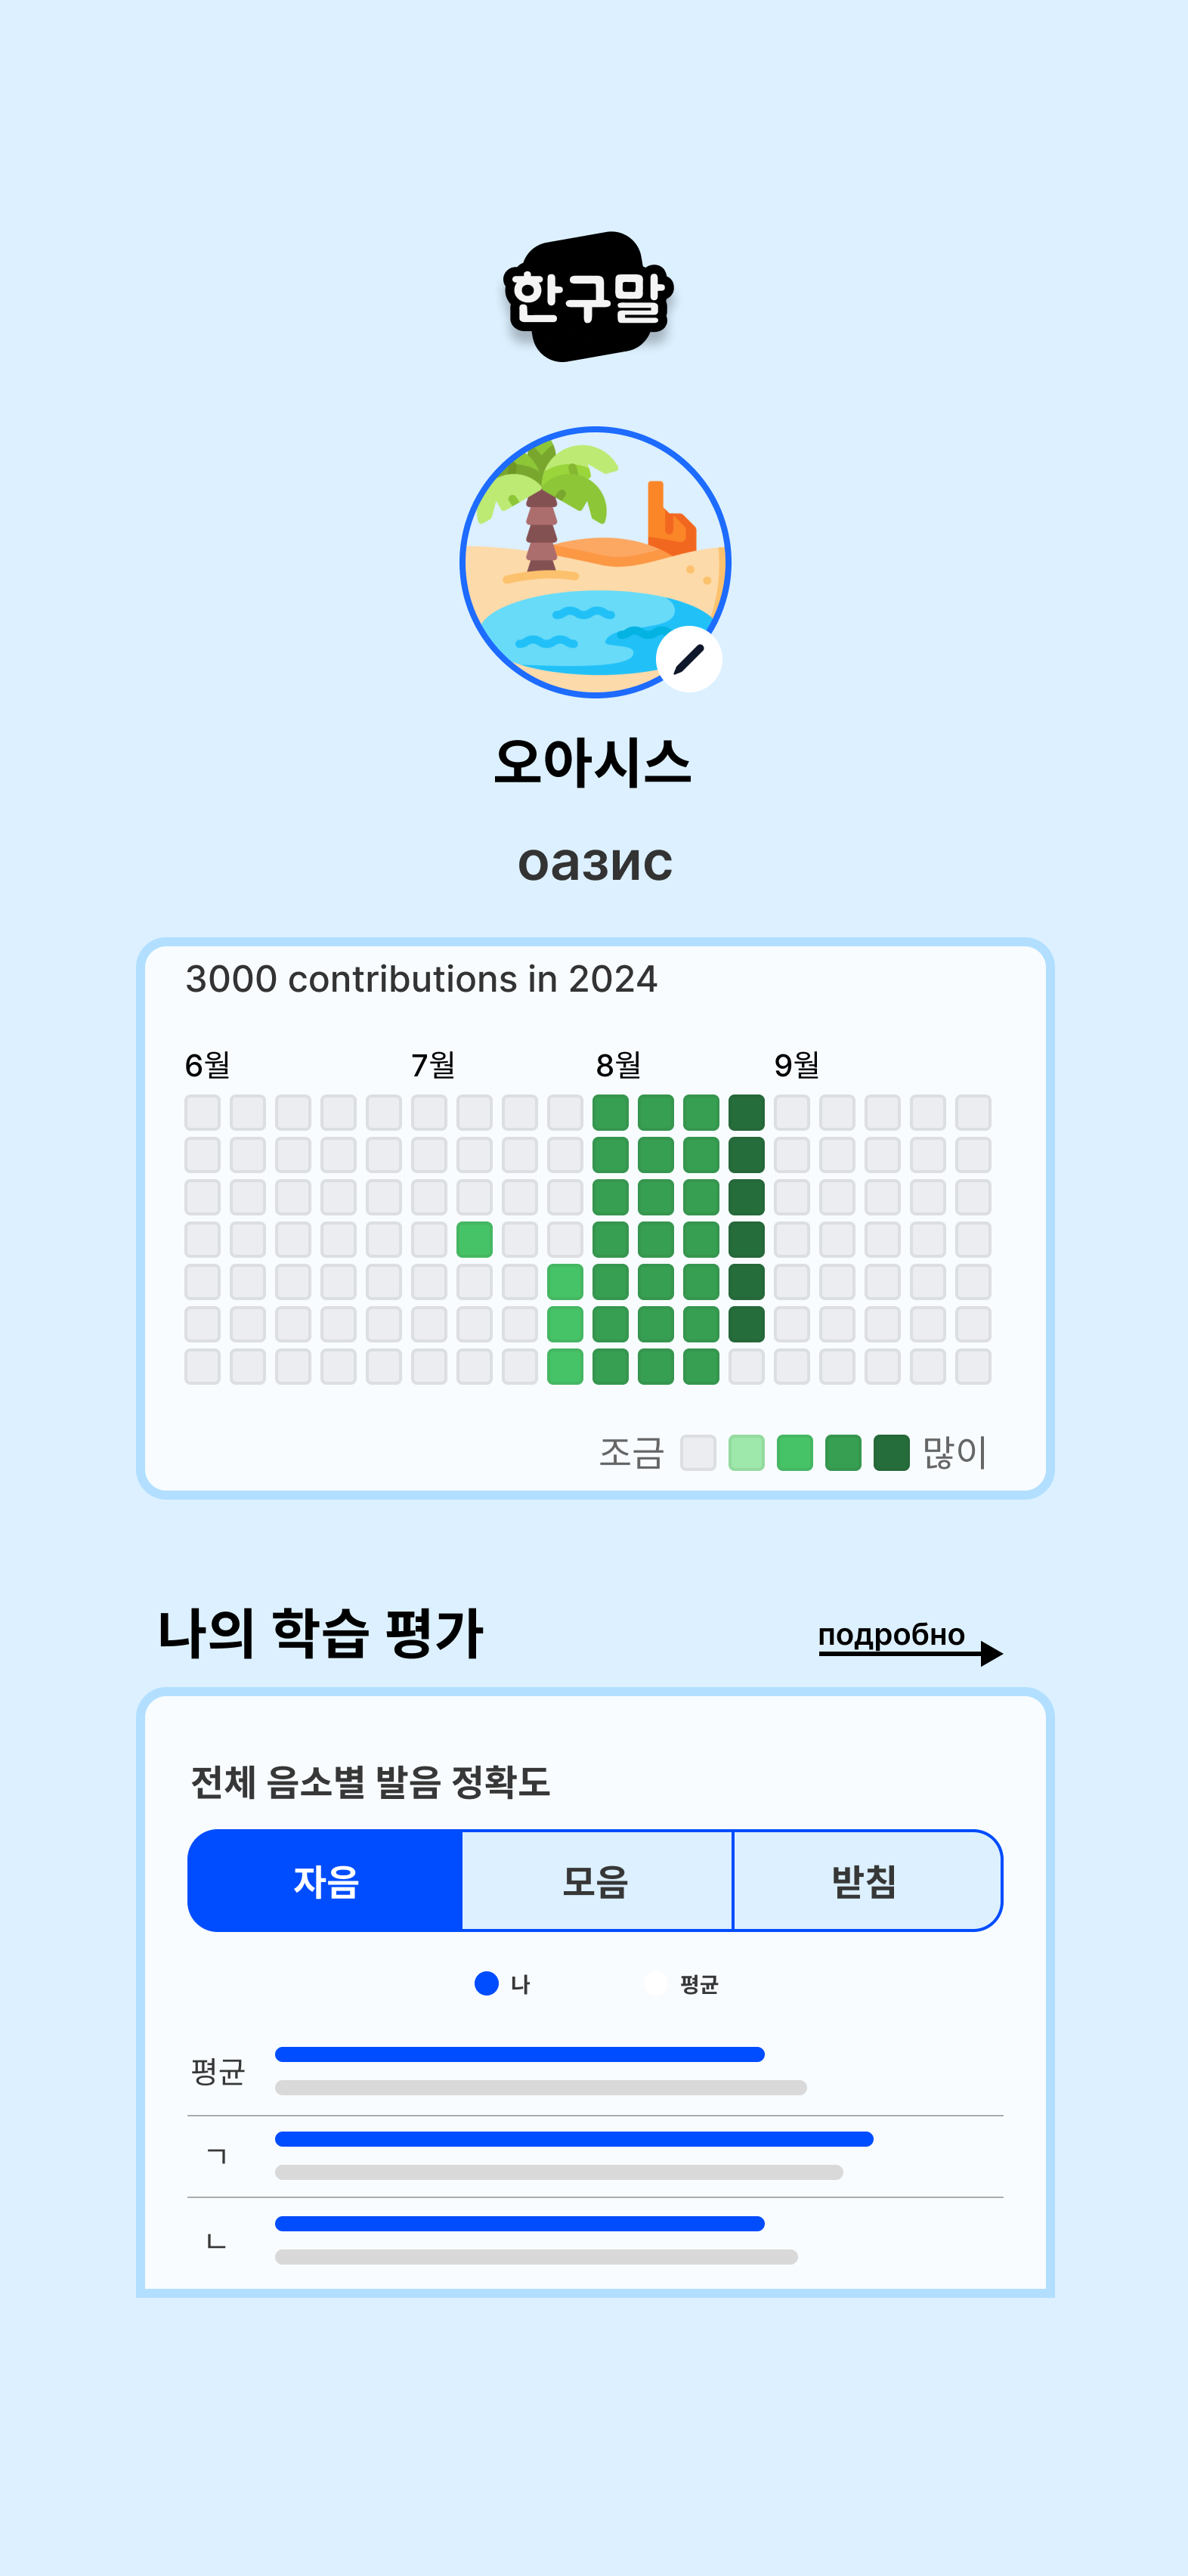 한구말
오아시스
оазис
3000 contributions in 2024
6월 7월 8월 9월
조금 많이
나의 학습 평가
подробно
전체 음소별 발음 정확도
자음 모음 받침
나 평균
평균
ㄱ
ㄴ